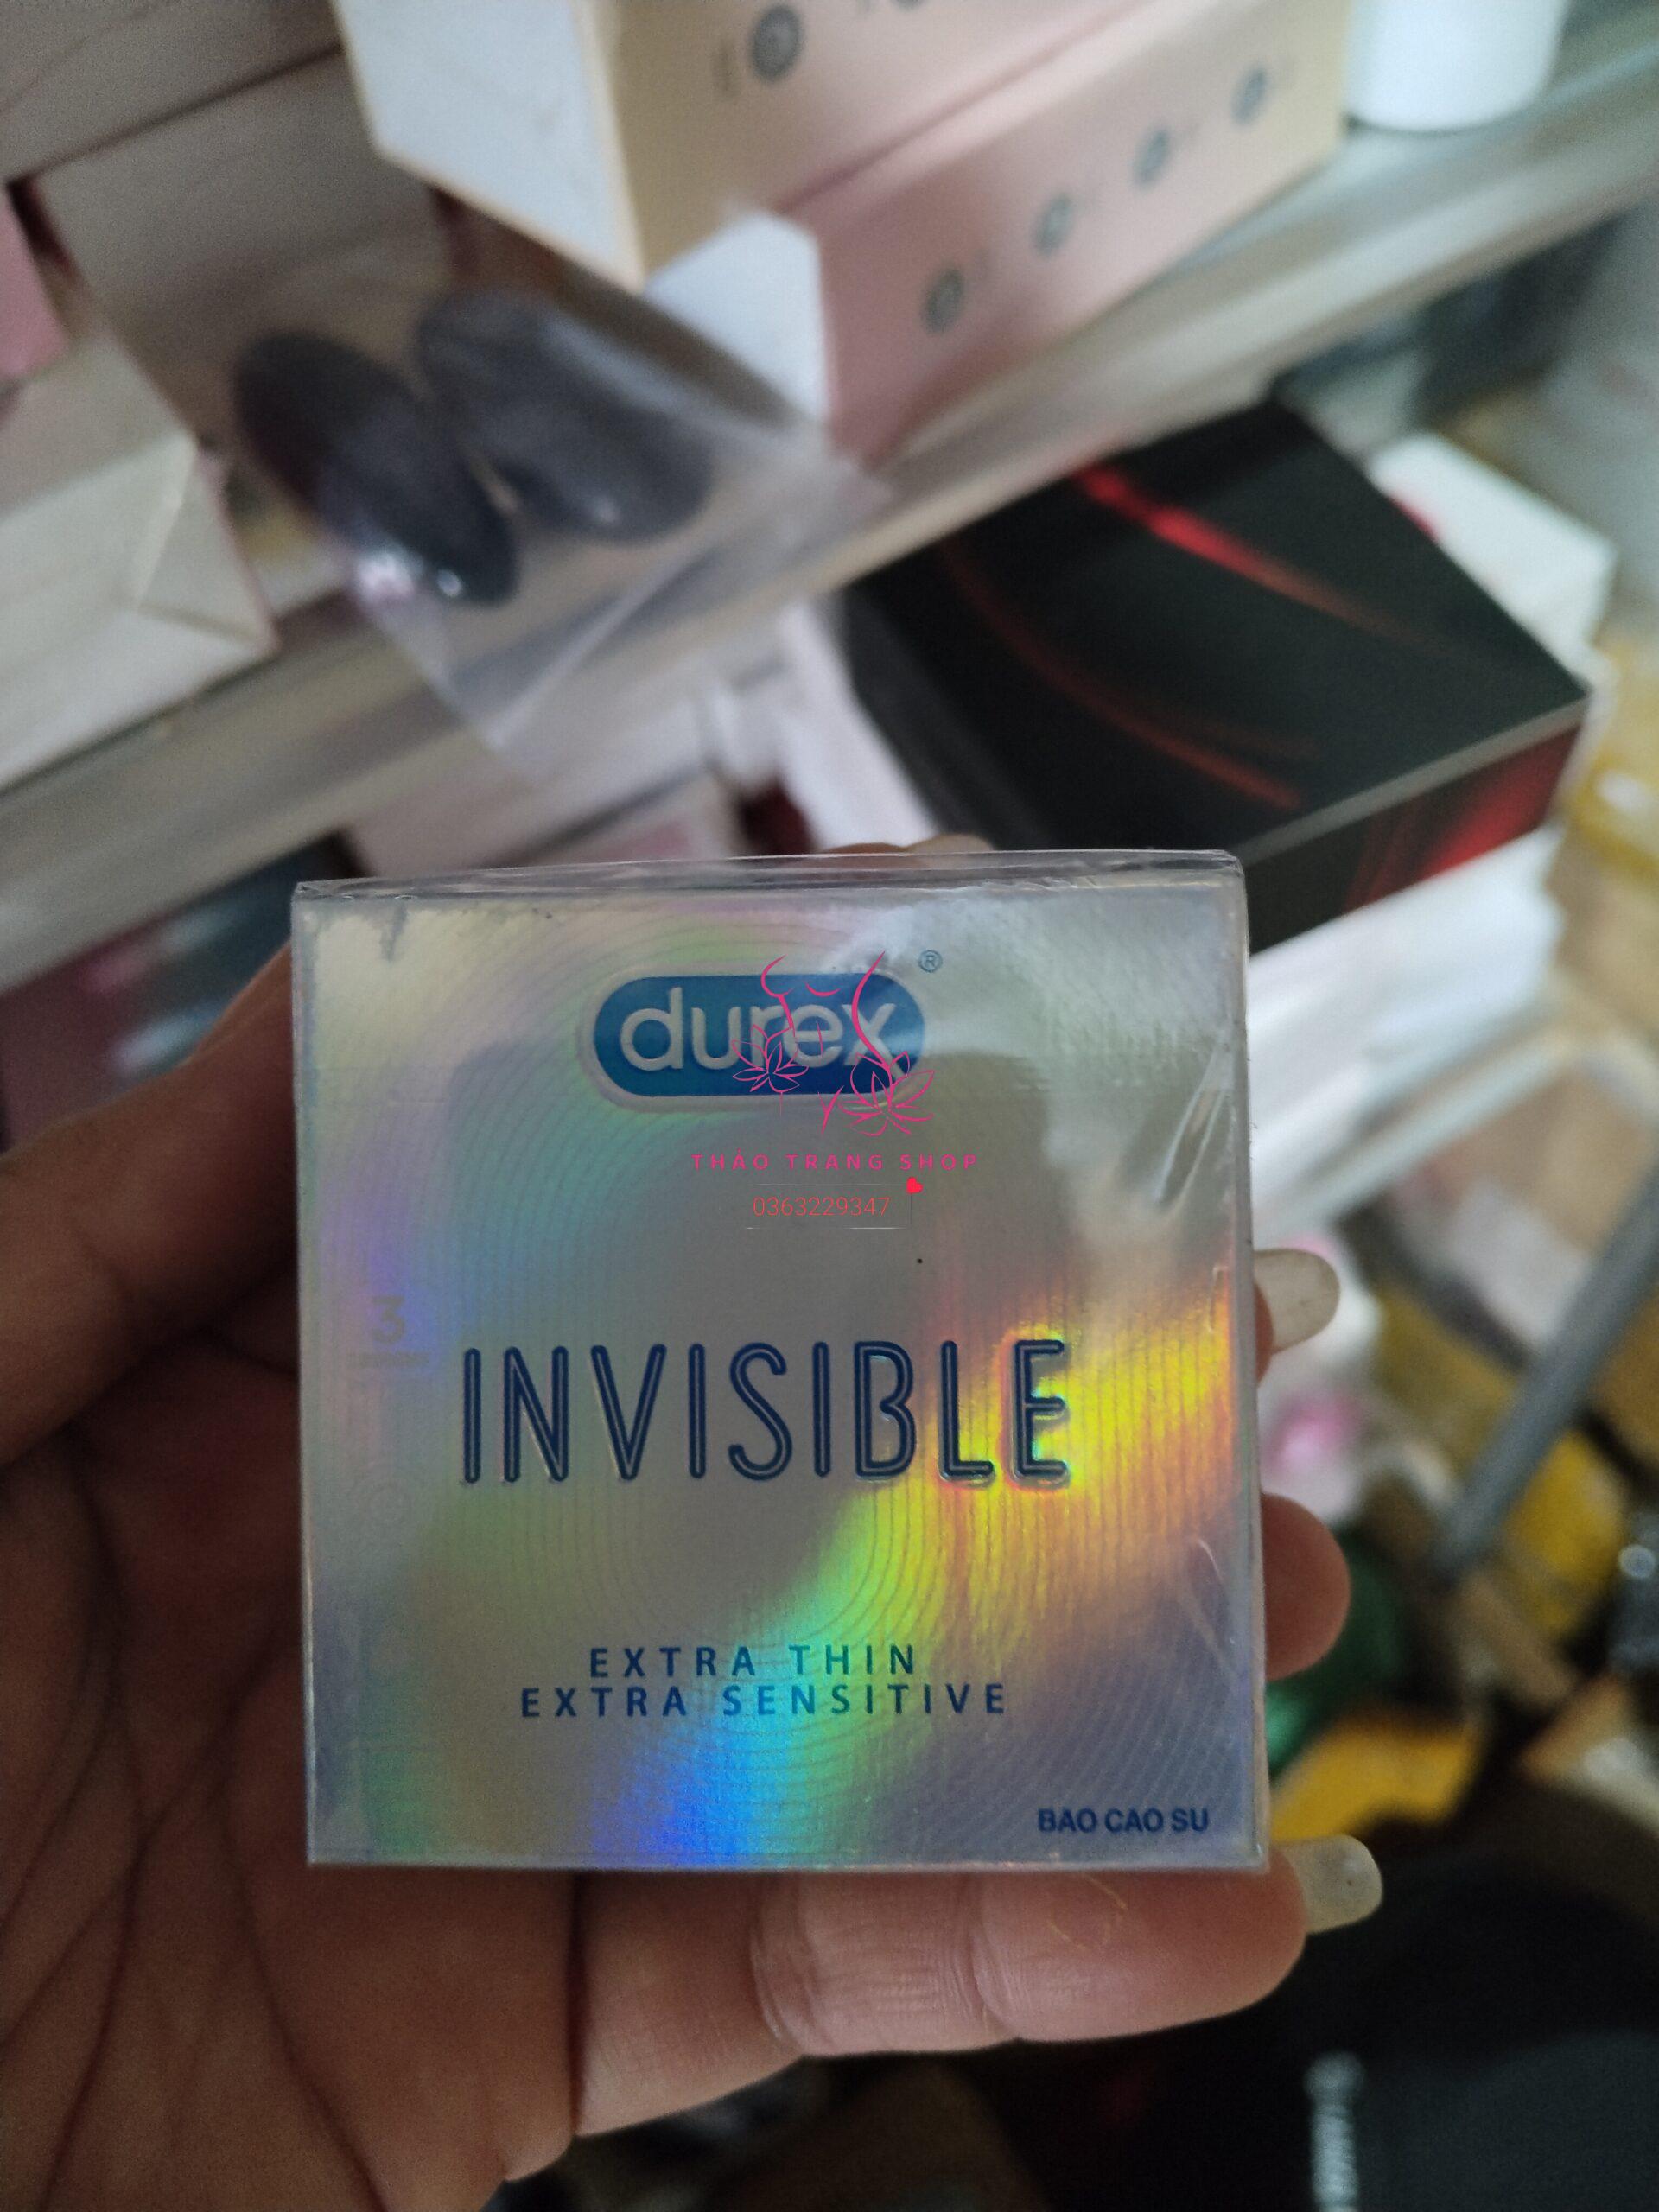 durex®
THẢO TRANG SHOP
0363229347
3
INVISIBLE
EXTRA THIN
EXTRA SENSITIVE
BAO CAO SU